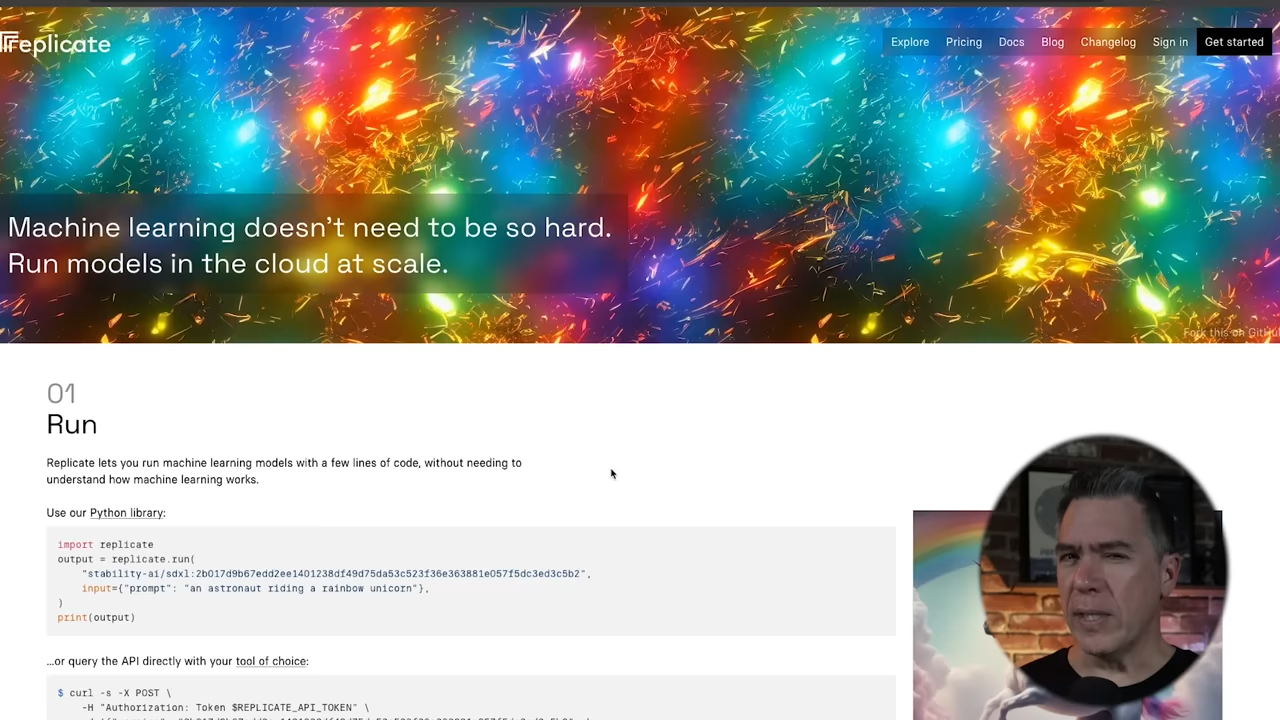 replicate
Explore
Pricing
Docs
Blog
Changelog
Sign in
Get started
Machine learning doesn't need to be so hard.
Run models in the cloud at scale.
Fork this on GitHub
01
Run
Replicate lets you run machine learning models with a few lines of code, without needing to
understand how machine learning works.
Use our Python library:
import replicate
output = replicate.run(
"stability-ai/sdxl:2b017d9b67edd2ee1401238df49d75da53c523f36e363881e057f5dc3ed3c5b2",
input={"prompt": "an astronaut riding a rainbow unicorn"},
)
print(output)
...or query the API directly with your tool of choice:
$ curl -s -X POST \
-H "Authorization: Token $REPLICATE_API_TOKEN" \